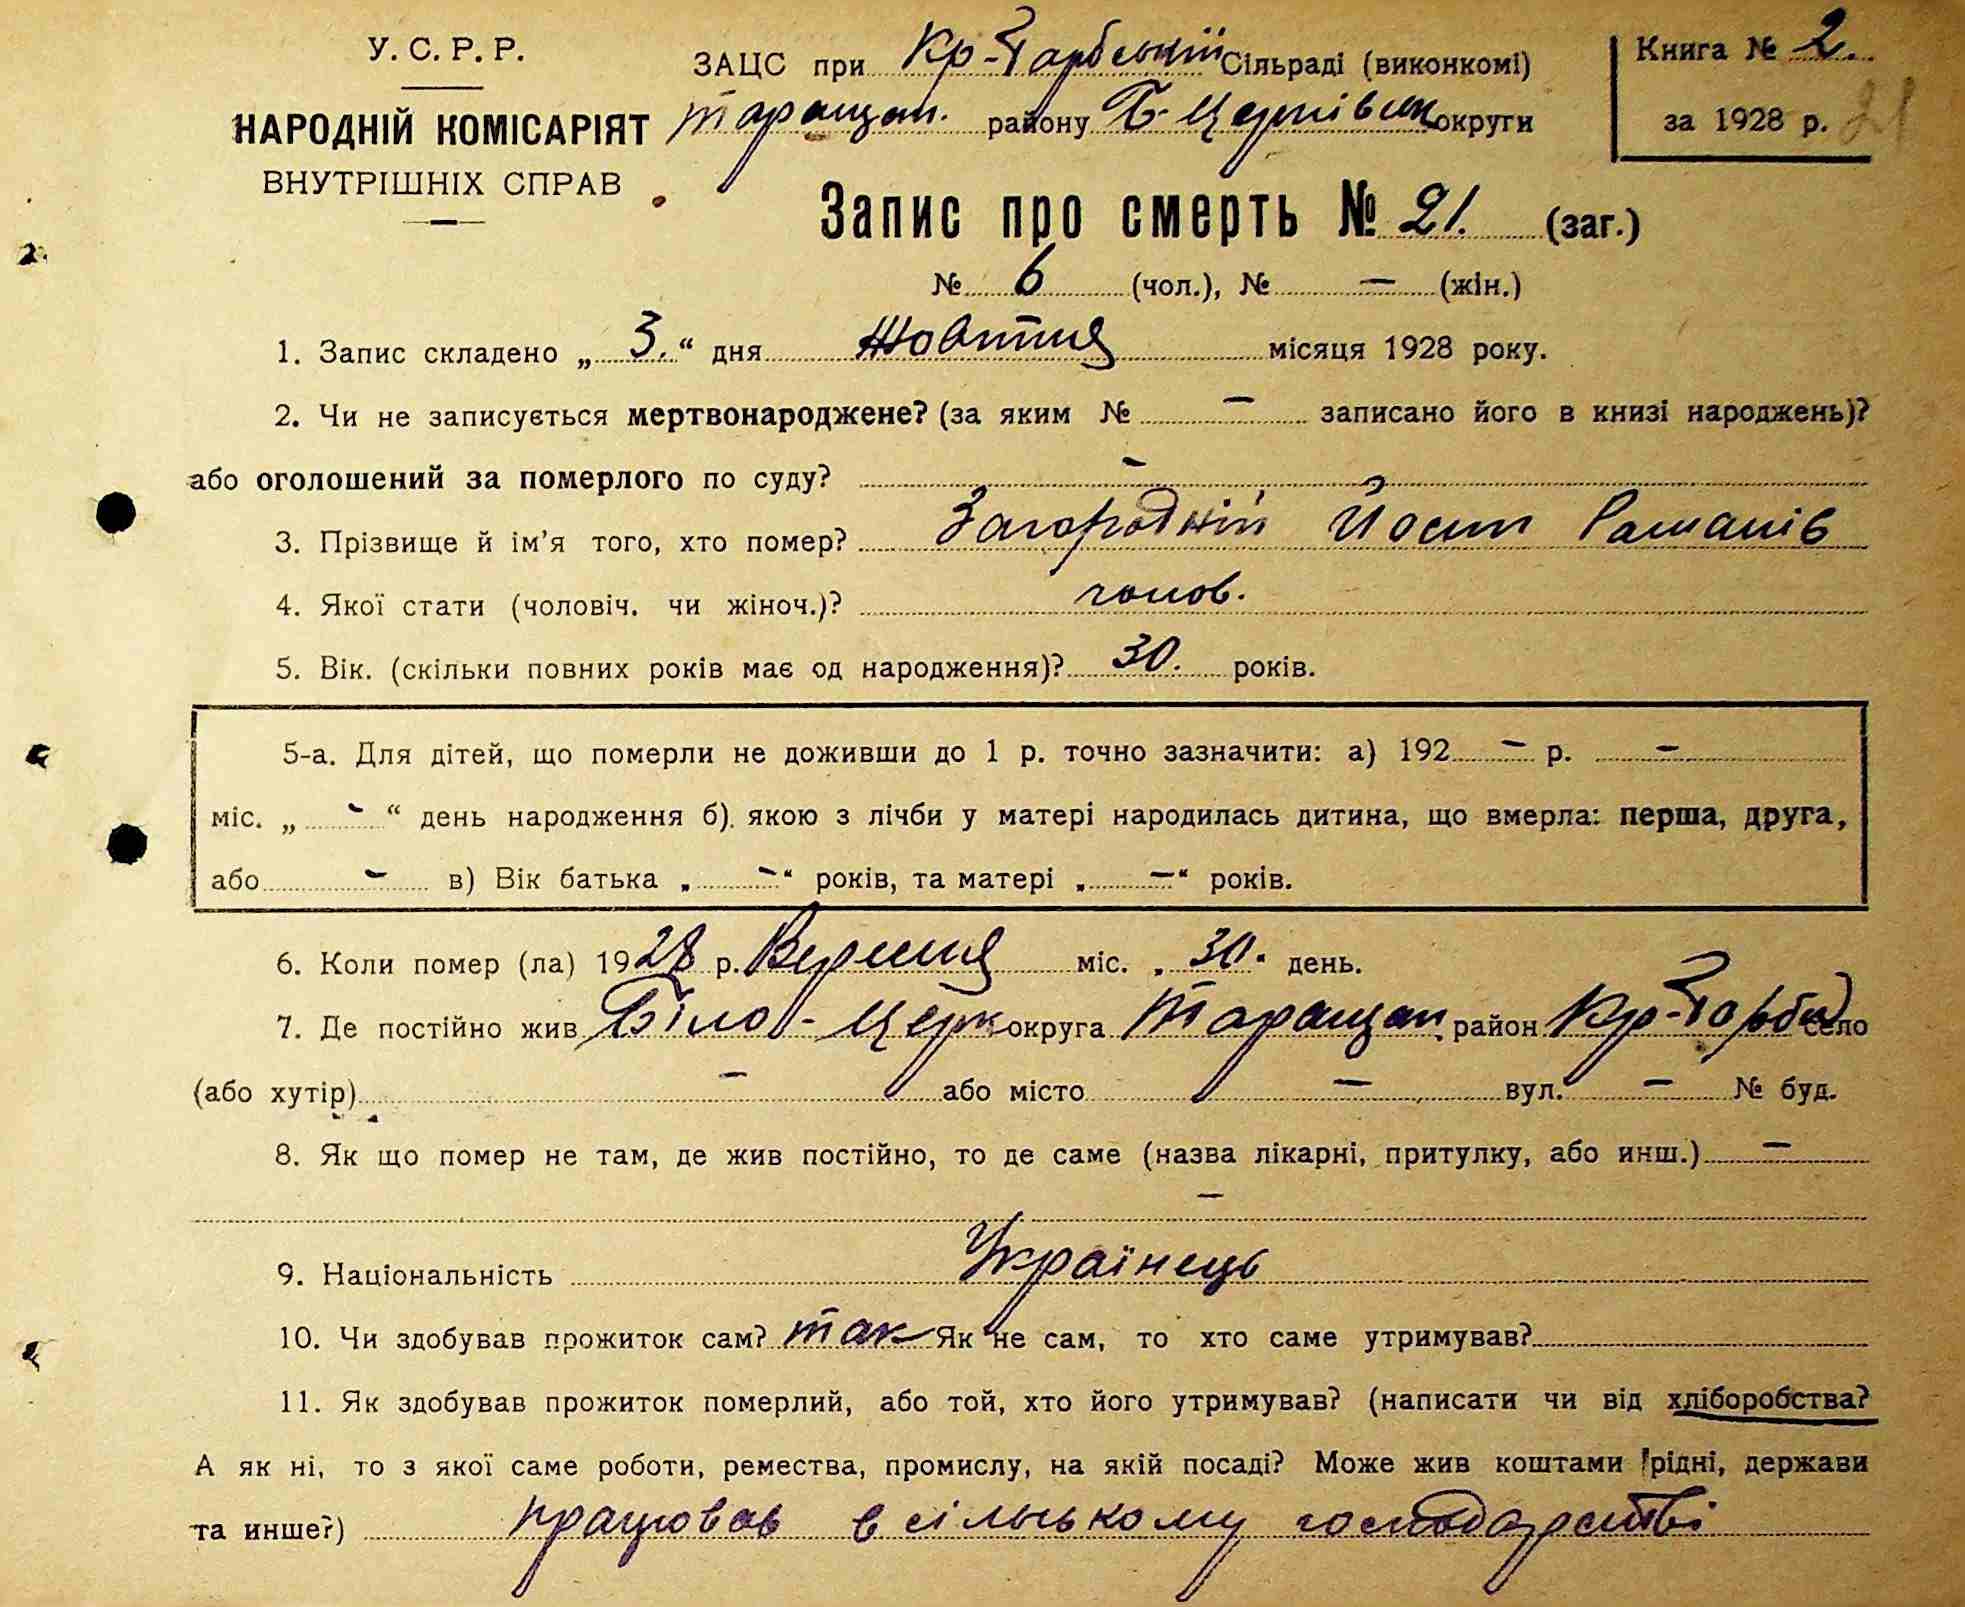 У. С. Р. Р.
НАРОДНІЙ КОМІСАРІЯТ
ВНУТРІШНІХ СПРАВ
ЗАЦС при Кр-Гарбській Сільраді (виконкомі)
Таращан. району Б-Церківськ округи
Книга № 2.
за 1928 р. 21
Запис про смерть № 21. (заг.)
№ 6 (чол.), № — (жін.)
1. Запис складено „ 3. “ дня Жовтня місяця 1928 року.
2. Чи не записується мертвонароджене? (за яким № — записано його в книзі народжень)?
або оголошений за померлого по суду? —
3. Прізвище й ім’я того, хто помер? Загородній Йосип Романів
4. Якої стати (чоловіч. чи жіноч.)? чолов.
5. Вік. (скільки повних років має од народження)? 30. років.
5-а. Для дітей, що померли не доживши до 1 р. точно зазначити: а) 192 — р. —
міс. „ — “ день народження б). якою з лічби у матері народилась дитина, що вмерла: перша, друга,
або — в) Вік батька „ — “ років, та матері „ — “ років.
6. Коли помер (ла) 1928 р. Вересня міс. „ 30. “ день.
7. Де постійно жив Біло-Церк округа Таращан. район Кр-Горби село
(або хутір) — або місто — вул. — № буд.
8. Як що помер не там, де жив постійно, то де саме (назва лікарні, притулку, або инш.) —
—
9. Національність Українець
10. Чи здобував прожиток сам? так Як не сам, то хто саме утримував?
11. Як здобував прожиток померлий, або той, хто його утримував? (написати чи від хліборобства?
А як ні, то з якої саме роботи, ремества, промислу, на якій посаді? Може жив коштами рідні, держави
та инше?) працював в сільському господарстві